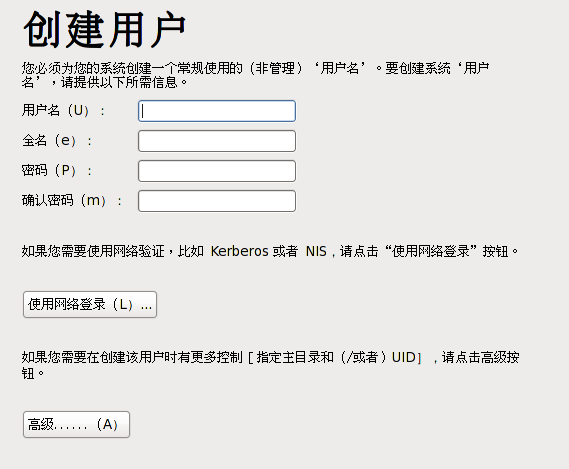 创建用户
您必须为您的系统创建一个常规使用的（非管理）‘用户名’。要创建系统‘用户
名’，请提供以下所需信息。
用户名（U）：
全名（e）：
密码（P）：
确认密码（m）：
如果您需要使用网络验证，比如 Kerberos 或者 NIS，请点击“使用网络登录”按钮。
使用网络登录（L）...
如果您需要在创建该用户时有更多控制［指定主目录和（/或者）UID］，请点击高级按
钮。
高级……（A）